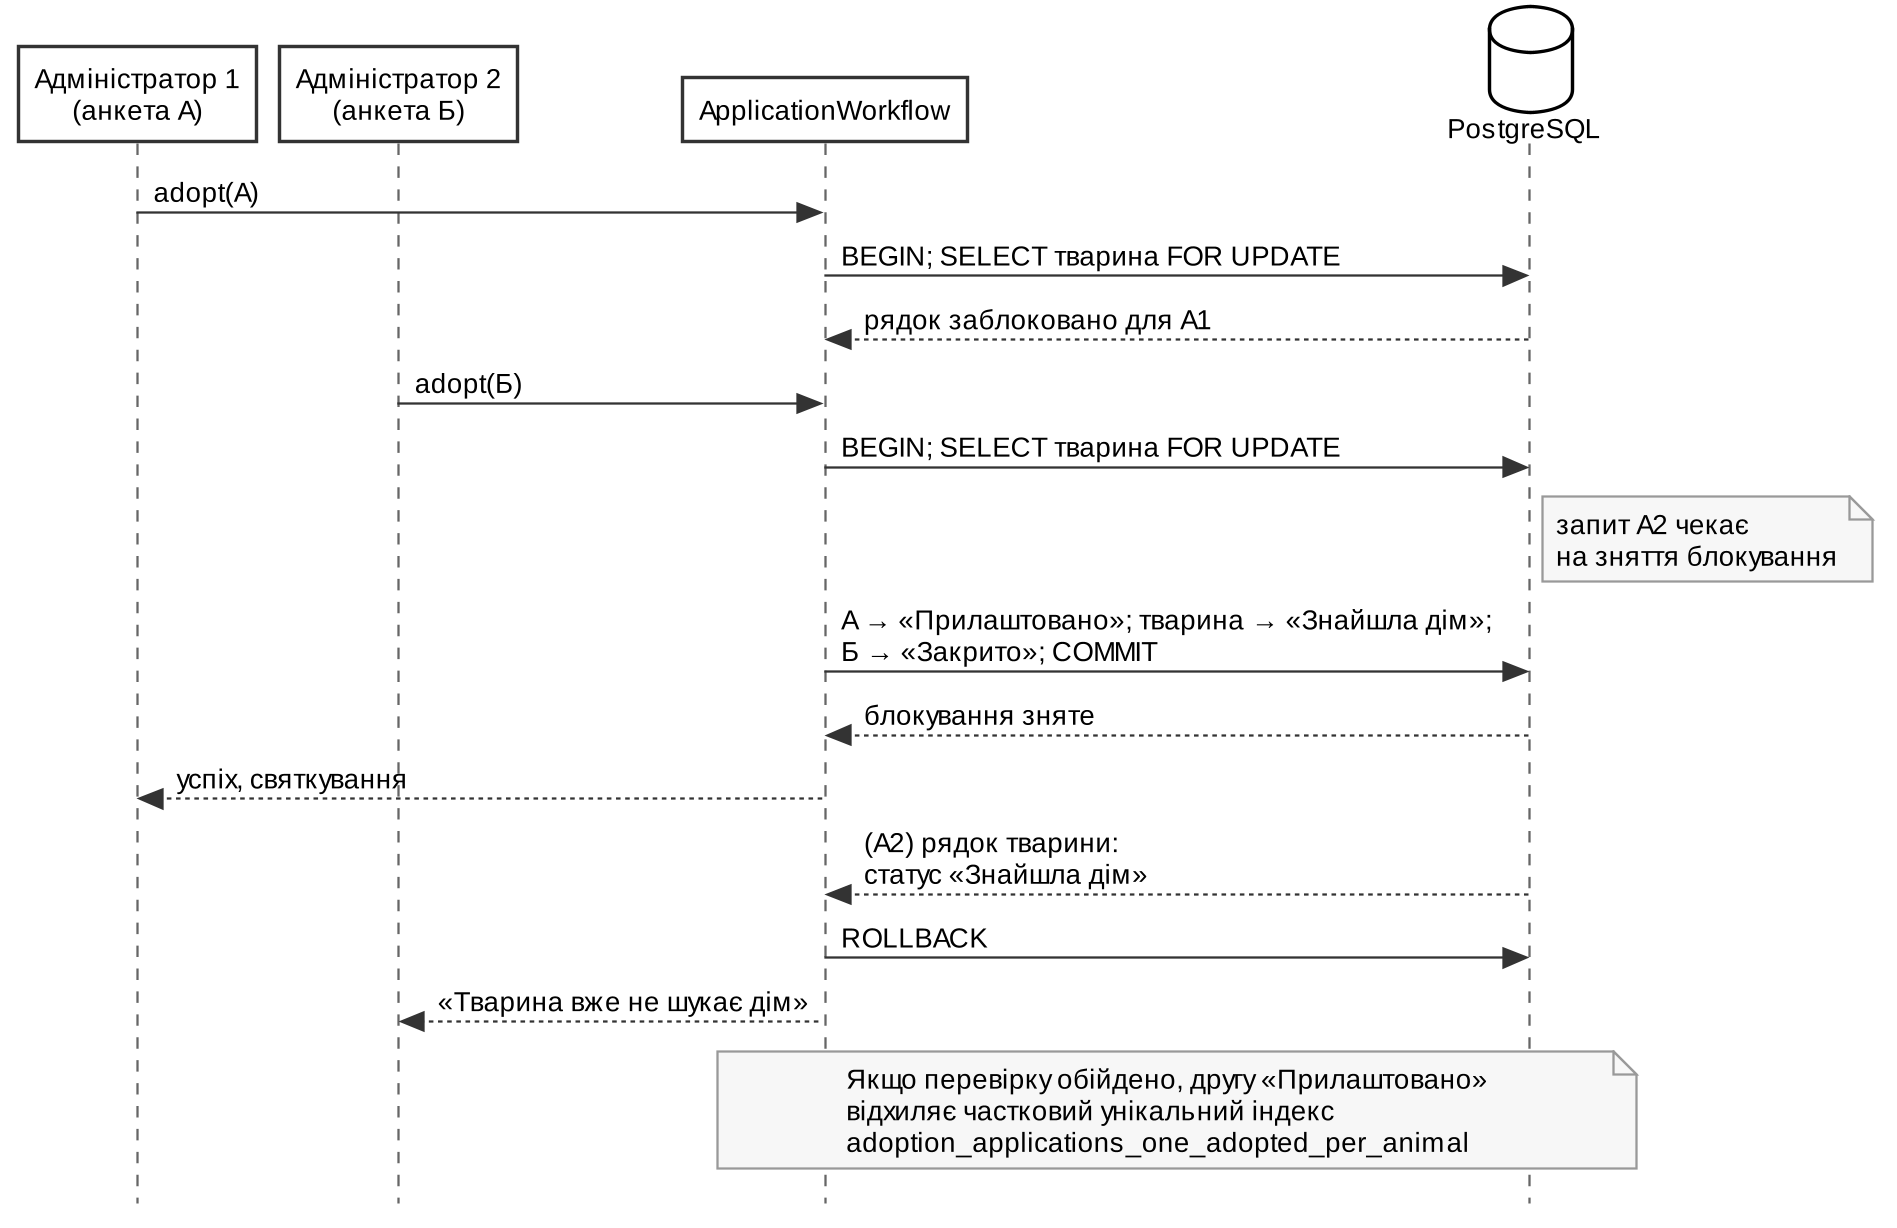 Адміністратор 1
(анкета А)
Адміністратор 2
(анкета Б)
ApplicationWorkflow
PostgreSQL
adopt(А)
BEGIN; SELECT тварина FOR UPDATE
рядок заблоковано для А1
adopt(Б)
BEGIN; SELECT тварина FOR UPDATE
запит А2 чекає
на зняття блокування
А → «Прилаштовано»; тварина → «Знайшла дім»;
Б → «Закрито»; COMMIT
блокування зняте
успіх, святкування
(А2) рядок тварини:
статус «Знайшла дім»
ROLLBACK
«Тварина вже не шукає дім»
Якщо перевірку обійдено, другу «Прилаштовано»
відхиляє частковий унікальний індекс
adoption_applications_one_adopted_per_animal